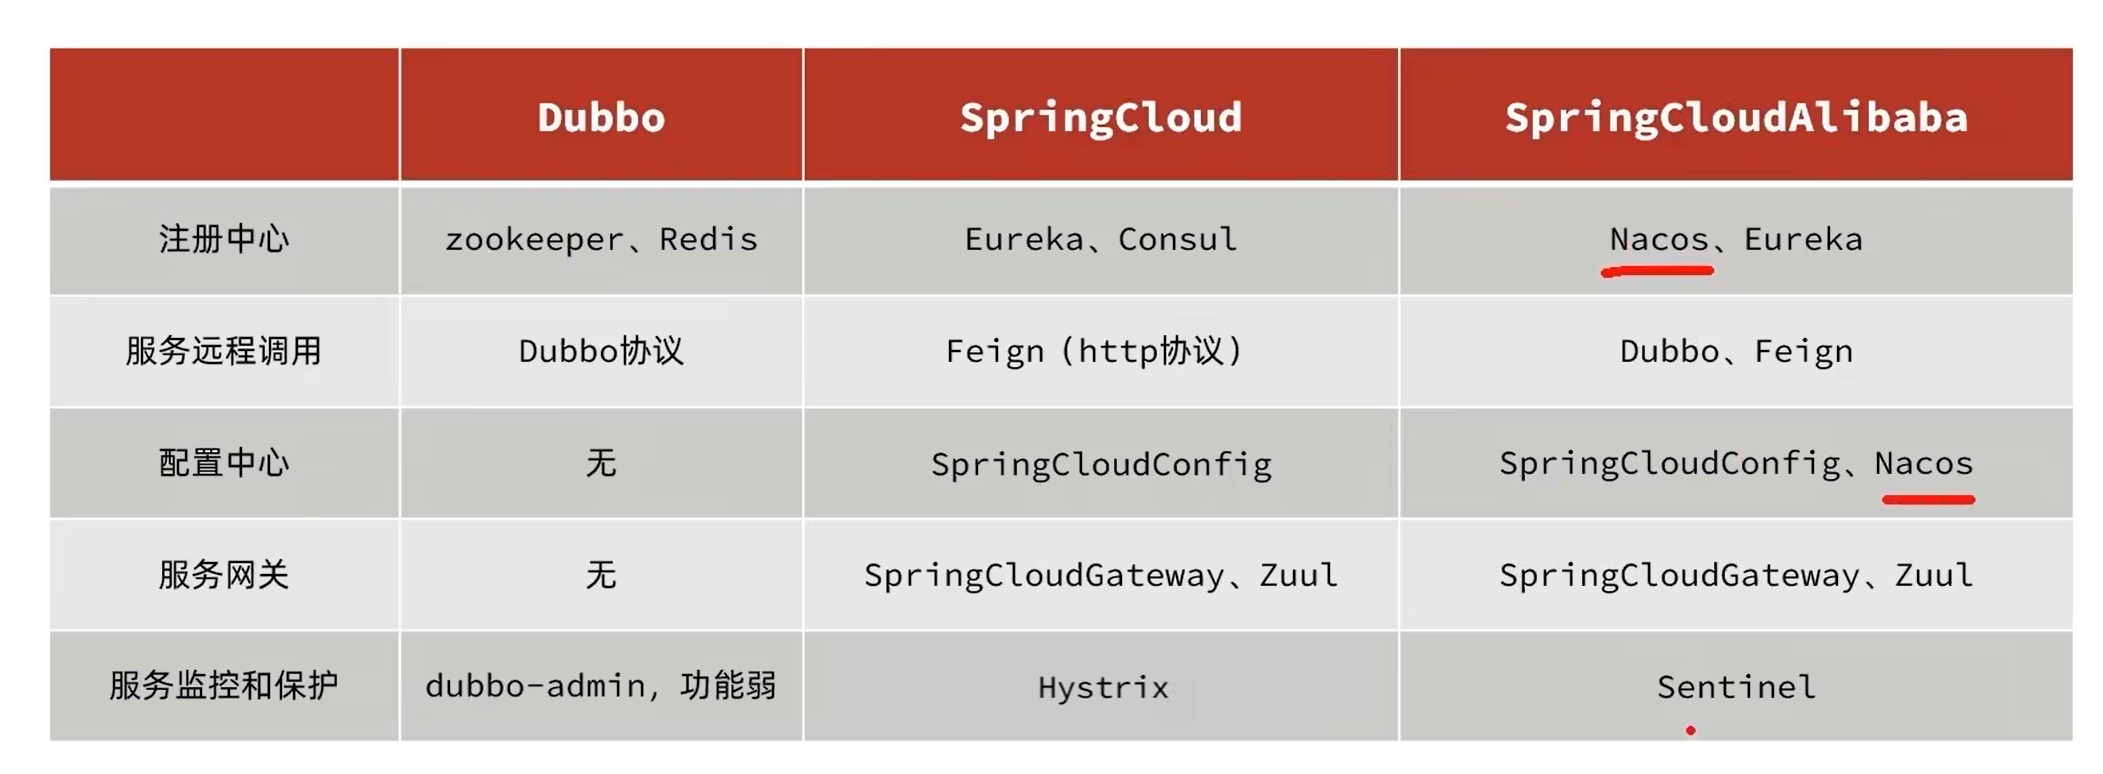 Dubbo SpringCloud SpringCloudAlibaba
注册中心 zookeeper、Redis Eureka、Consul Nacos、Eureka
服务远程调用 Dubbo协议 Feign（http协议） Dubbo、Feign
配置中心 无 SpringCloudConfig SpringCloudConfig、Nacos
服务网关 无 SpringCloudGateway、Zuul SpringCloudGateway、Zuul
服务监控和保护 dubbo-admin，功能弱 Hystrix Sentinel